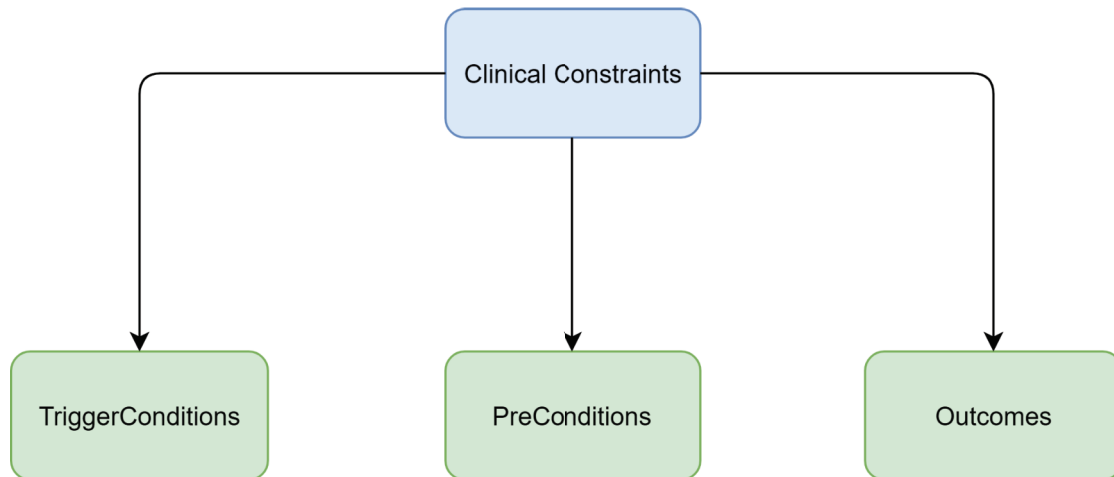 Clinical Constraints
TriggerConditions
PreConditions
Outcomes